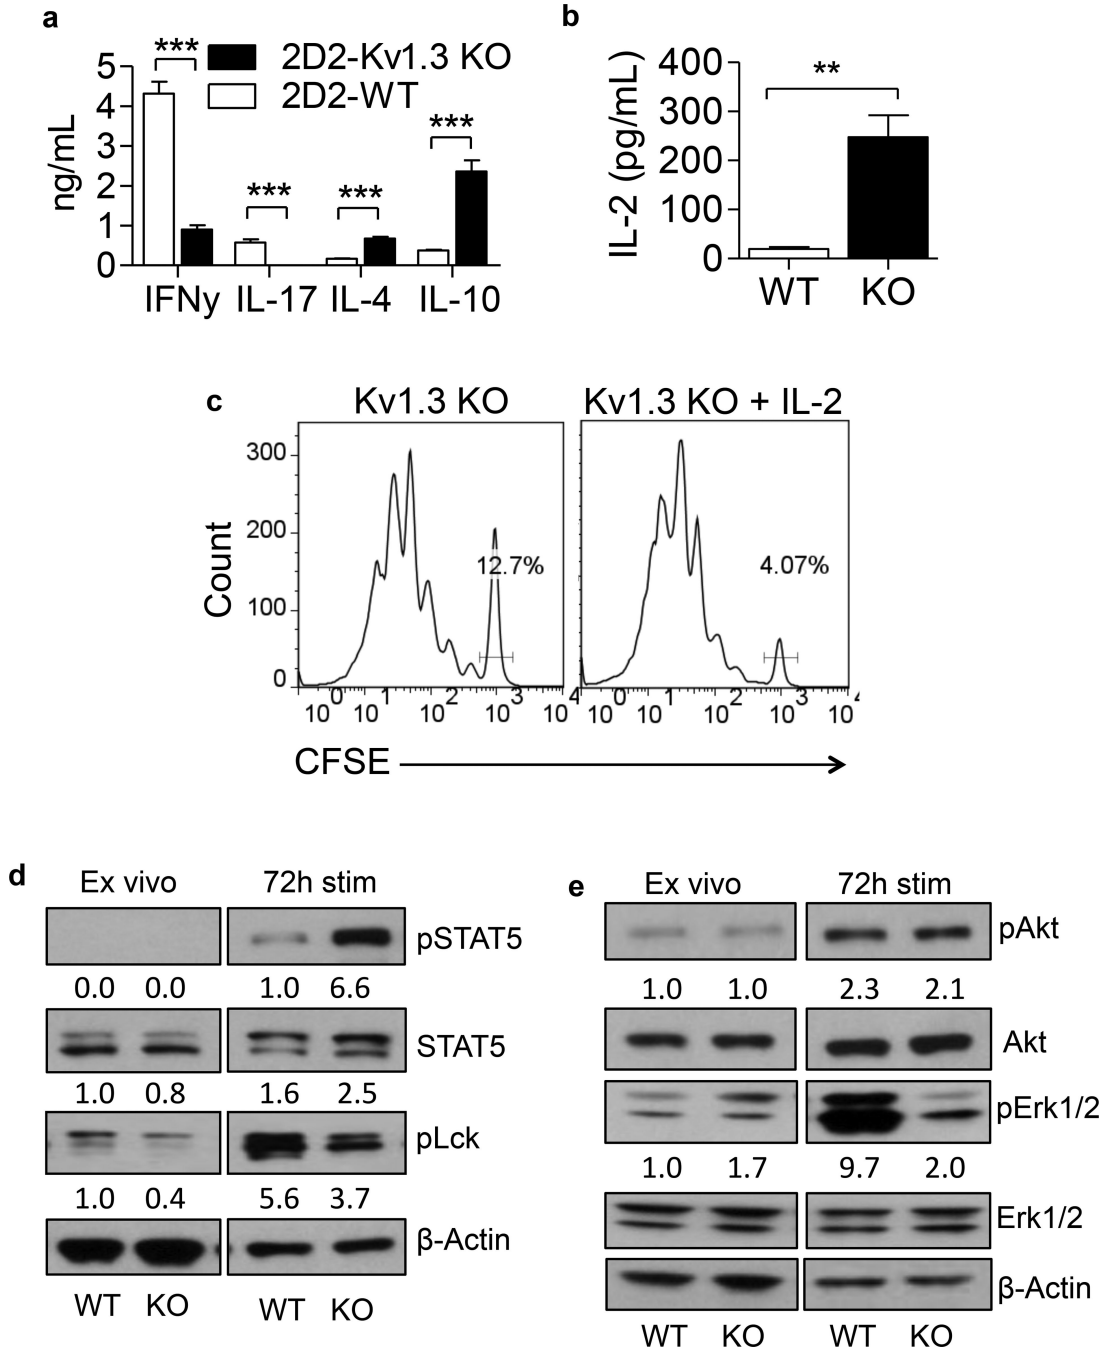 a
***
2D2-Kv1.3 KO
2D2-WT
***
***
***
5
4
3
2
1
0
ng/mL
IFNy IL-17 IL-4 IL-10
b
**
400
300
200
100
0
IL-2 (pg/mL)
WT KO
c
Kv1.3 KO Kv1.3 KO + IL-2
300
200
100
0
Count
12.7% 4.07%
10 0 10 1 10 2 10 3 10 4 10 0 10 1 10 2 10 3 10
CFSE
d
Ex vivo 72h stim
pSTAT5
0.0 0.0 1.0 6.6
STAT5
1.0 0.8 1.6 2.5
pLck
1.0 0.4 5.6 3.7
β-Actin
WT KO WT KO
e
Ex vivo 72h stim
pAkt
1.0 1.0 2.3 2.1
Akt
pErk1/2
1.0 1.7 9.7 2.0
Erk1/2
β-Actin
WT KO WT KO